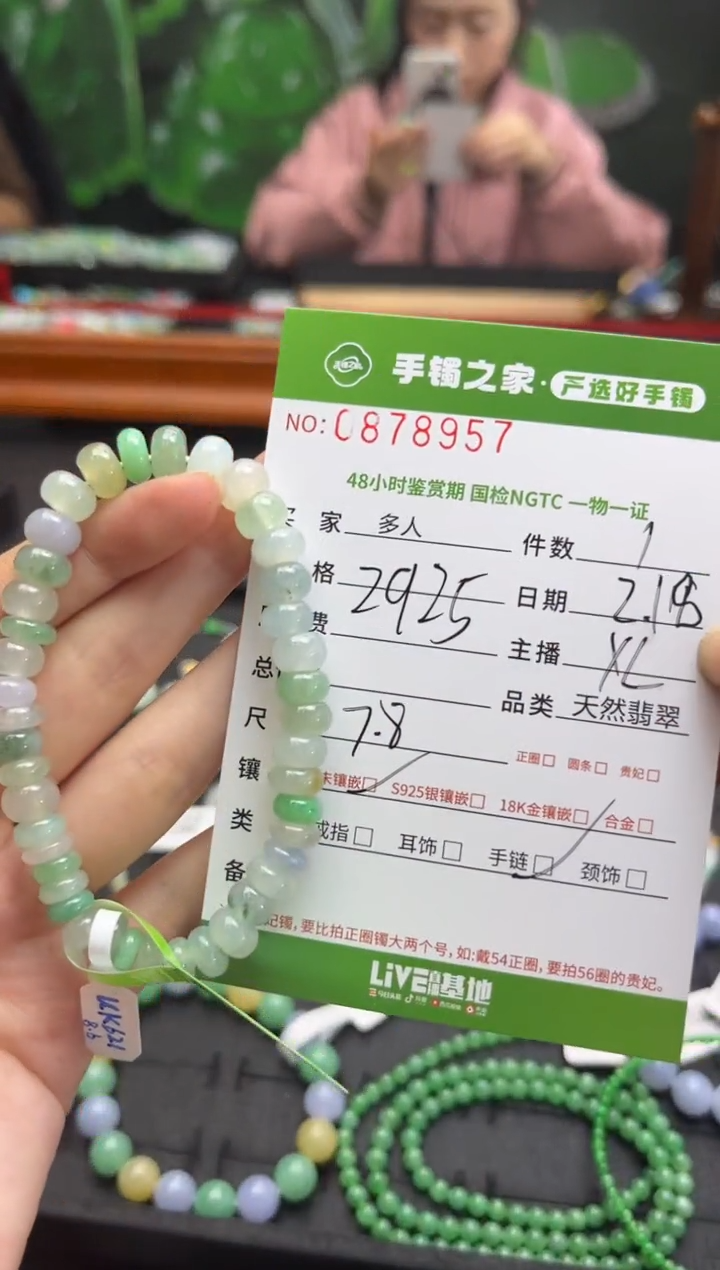 手镯之家·严选好手镯
NO: 0878957
48小时鉴赏期 国检NGTC 一物一证
家 多人 件数 1
格 2925 日期 2.18
费 主播 XL
总 品类 天然翡翠
尺 7.8 正圈□ 圆条□ 贵妃□
镶 未镶嵌□ S925银镶嵌□ 18K金镶嵌□ 合金□
类 戒指□ 耳饰□ 手链□ 颈饰□
备
妃镯,要比拍正圈镯大两个号,如:戴54正圈,要拍56圈的贵妃。
LIVE直播基地
8.6